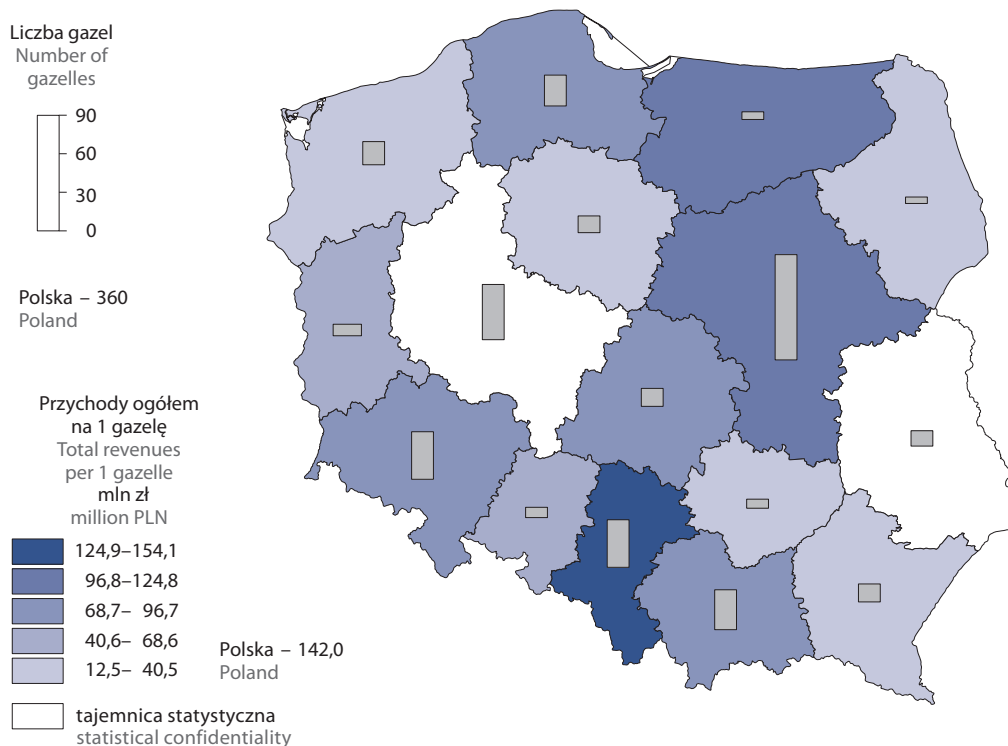 Liczba gazel
Number of
gazelles
90
60
30
0
Polska – 360
Poland
Przychody ogółem
na 1 gazelę
Total revenues
per 1 gazelle
mln zł
million PLN
124,9–154,1
96,8–124,8
68,7– 96,7
40,6– 68,6
12,5– 40,5
Polska – 142,0
Poland
tajemnica statystyczna
statistical confidentiality